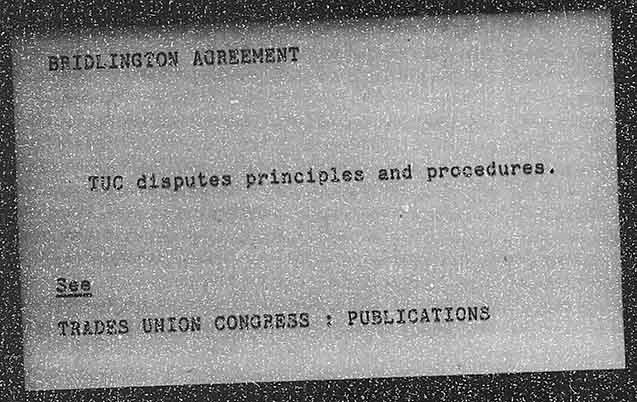 BRIDLINGTON AGREEMENT
TUC disputes principles and procedures.
See
TRADES UNION CONGRESS : PUBLICATIONS